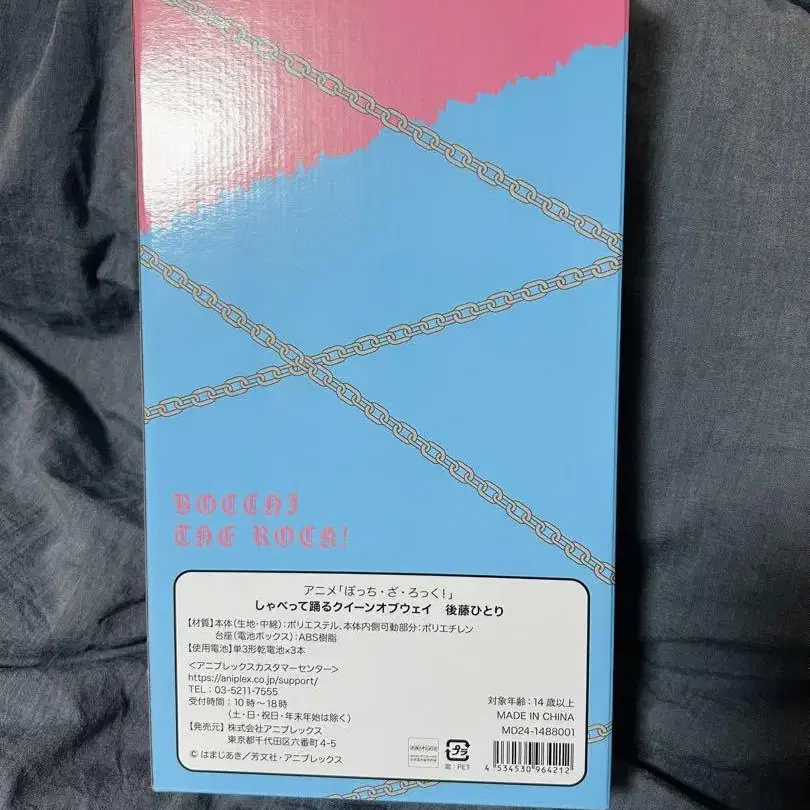 BOCCHI
THE ROCK!
アニメ「ぼっち・ざ・ろっく！」
しゃべって踊るクイーンオブウェイ　後藤ひとり
【材質】本体（生地・中綿）：ポリエステル、本体内側可動部分：ポリエチレン
台座（電池ボックス）：ABS樹脂
【使用電池】単3形乾電池×3本
<アニプレックスカスタマーセンター>
https://aniplex.co.jp/support/
TEL：03-5211-7555
受付時間：10時〜18時
（土・日・祝日・年末年始は除く）
【発売元】株式会社アニプレックス
東京都千代田区六番町4-5
© はまじあき／芳文社・アニプレックス
対象年齢：14歳以上
MADE IN CHINA
MD24-14B8001
プラ
窓：PET
4 534530 964212